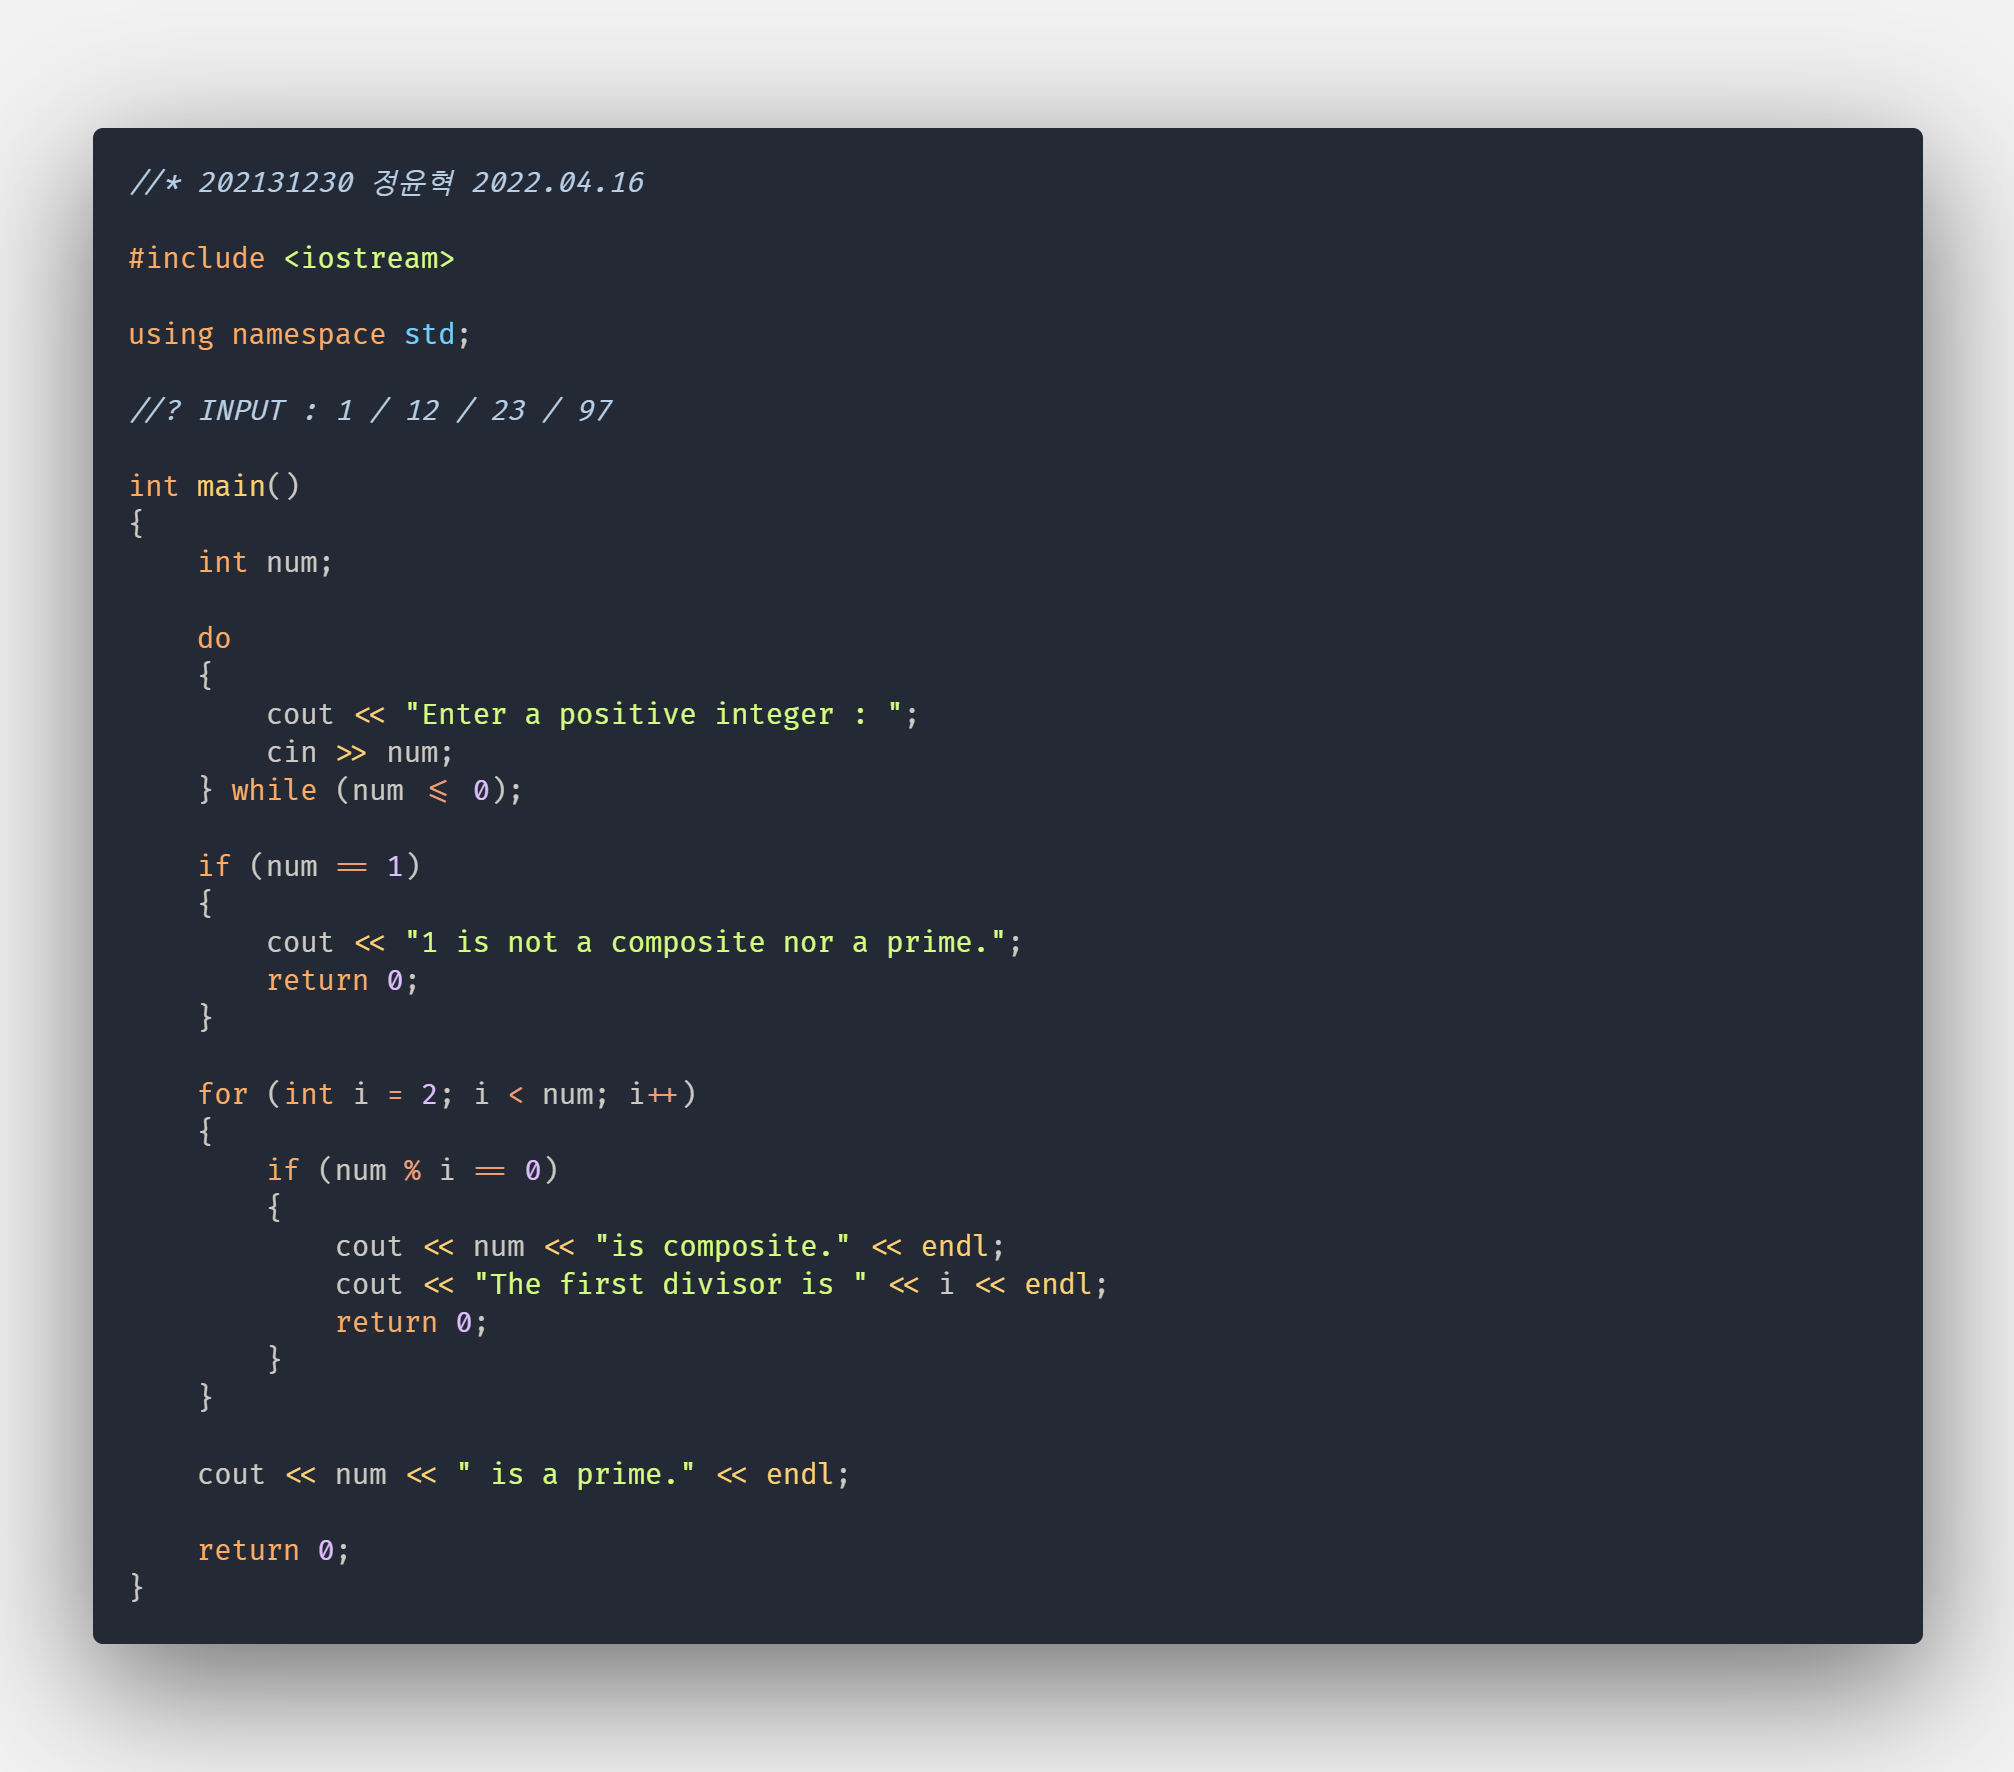 //* 202131230 정윤혁 2022.04.16
#include <iostream>
using namespace std;
//? INPUT : 1 / 12 / 23 / 97
int main()
{
    int num;
    do
    {
        cout << "Enter a positive integer : ";
        cin >> num;
    } while (num <= 0);
    if (num == 1)
    {
        cout << "1 is not a composite nor a prime.";
        return 0;
    }
    for (int i = 2; i < num; i++)
    {
        if (num % i == 0)
        {
            cout << num << "is composite." << endl;
            cout << "The first divisor is " << i << endl;
            return 0;
        }
    }
    cout << num << " is a prime." << endl;
    return 0;
}